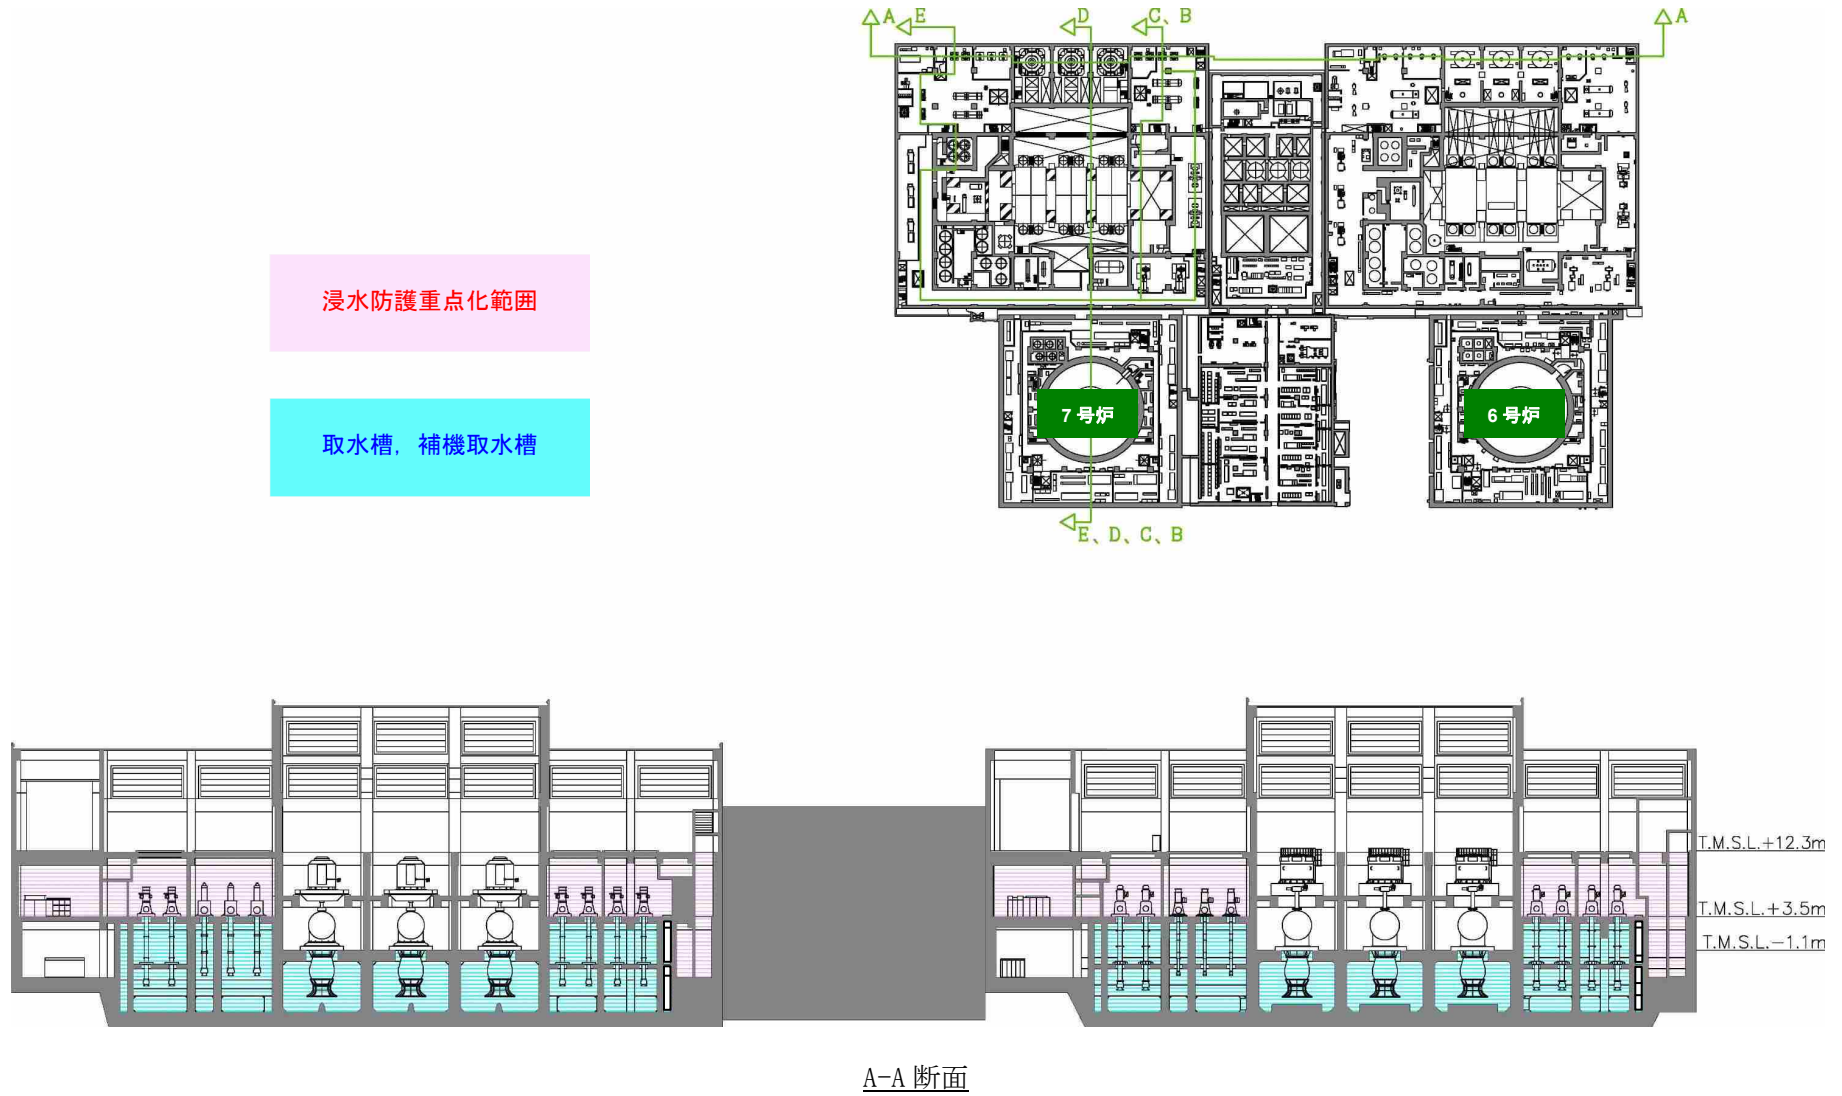 A
E
D
C、B
A
浸水防護重点化範囲
取水槽，補機取水槽
7号炉
6号炉
E、D、C、B
T.M.S.L.+12.3m
T.M.S.L.+3.5m
T.M.S.L.-1.1m
A-A 断面